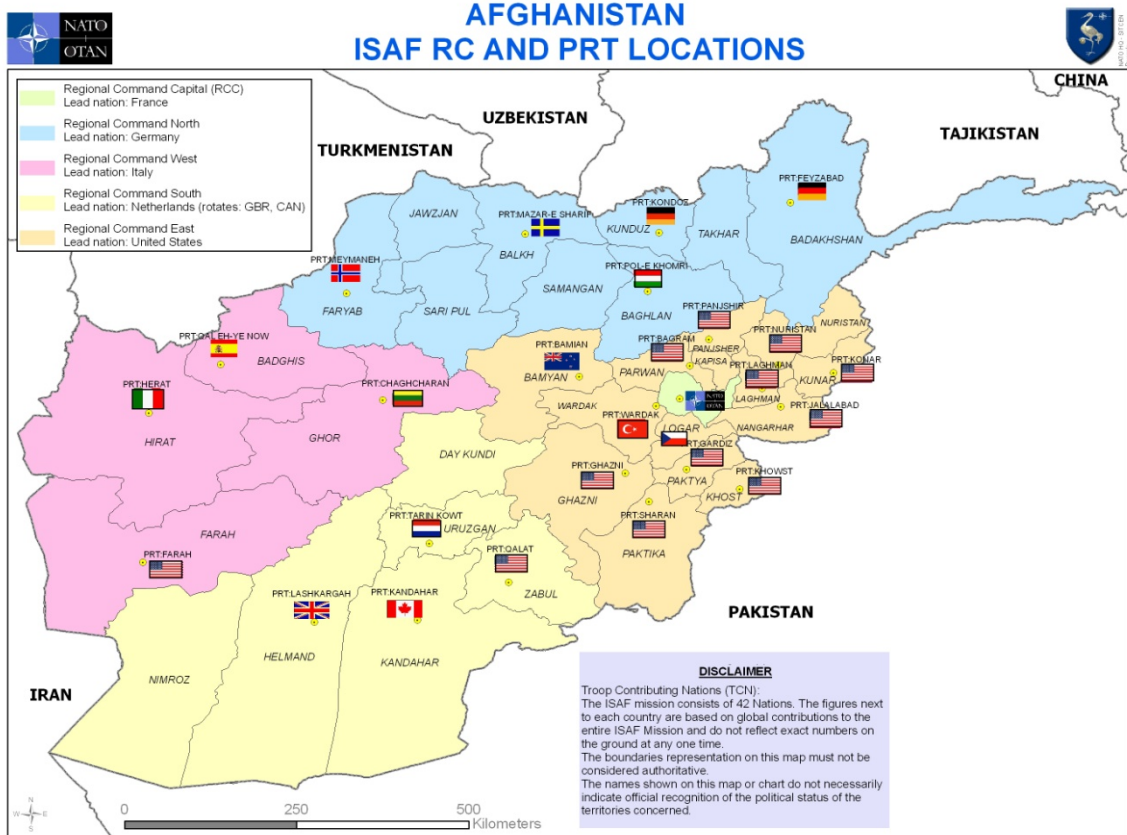 AFGHANISTAN
ISAF RC AND PRT LOCATIONS
NATO
OTAN
Regional Command Capital (RCC)
Lead nation: France
Regional Command North
Lead nation: Germany
Regional Command West
Lead nation: Italy
Regional Command South
Lead nation: Netherlands (rotates: GBR, CAN)
Regional Command East
Lead nation: United States
CHINA
UZBEKISTAN
TAJIKISTAN
TURKMENISTAN
PRT:FEYZABAD
PRT:KONDOZ
JAWZJAN
PRT:MAZAR-E SHARIF
KUNDUZ
TAKHAR
BADAKHSHAN
BALKH
PRT:MEYMANEH
PRT:POL-E KHOMRI
SAMANGAN
FARYAB
SARI PUL
BAGHLAN
PRT:PANJSHIR
NURISTAN
PRT:QAL'EH-YE NOW
PRT:BAMIAN
PRT:BAGRAM
PRT:NURISTAN
PANJSHER
KAPISA
BADGHIS
BAMYAN
PARWAN
PRT:LAGHMAN
PRT:KONAR
KUNAR
PRT:HERAT
PRT:CHAGHCHARAN
WARDAK
NATO
OTAN
LAGHMAN
PRT:JALALABAD
PRT:WARDAK
LOGAR
NANGARHAR
HIRAT
GHOR
DAY KUNDI
PRT:GARDIZ
PRT:GHAZNI
PAKTYA
PRT:KHOWST
GHAZNI
KHOST
PRT:TARIN KOWT
URUZGAN
PRT:SHARAN
FARAH
PRT:FARAH
PRT:QALAT
PAKTIKA
ZABUL
PRT:LASHKARGAH
PRT:KANDAHAR
PAKISTAN
HELMAND
KANDAHAR
NIMROZ
IRAN
DISCLAIMER
Troop Contributing Nations (TCN):
The ISAF mission consists of 42 Nations. The figures next
to each country are based on global contributions to the
entire ISAF Mission and do not reflect exact numbers on
the ground at any one time.
The boundaries representation on this map must not be
considered authoritative.
The names shown on this map or chart do not necessarily
indicate official recognition of the political status of the
territories concerned.
N
W
E
S
0
250
500
Kilometers